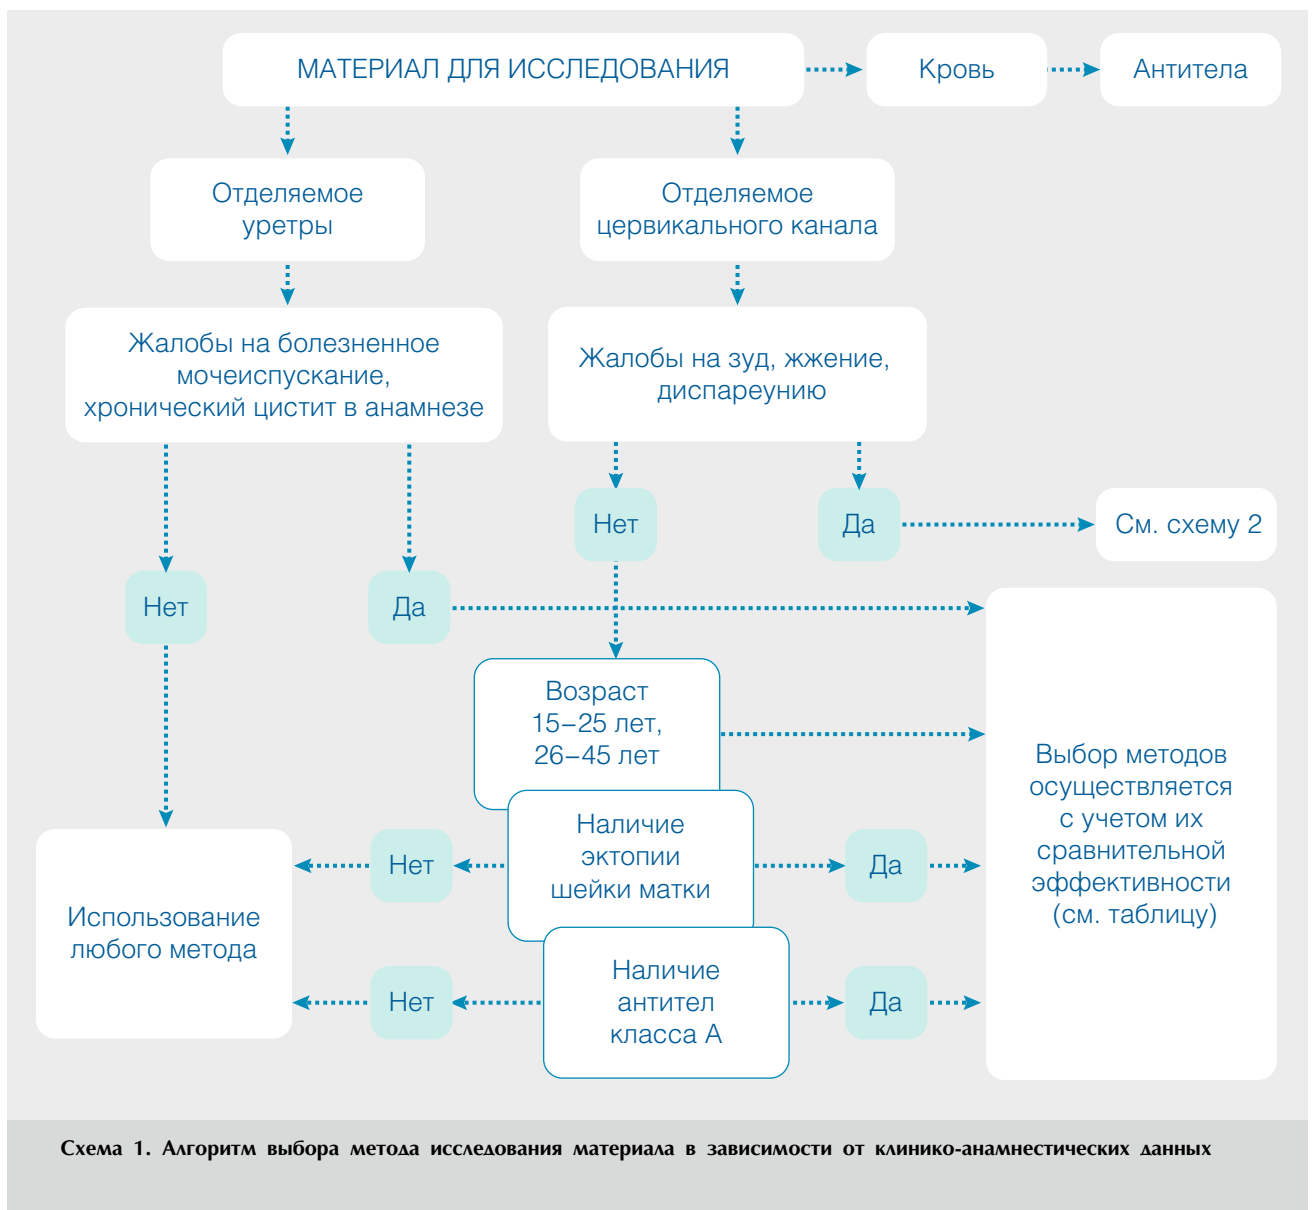 МАТЕРИАЛ ДЛЯ ИССЛЕДОВАНИЯ
Кровь
Антитела
Отделяемое
уретры
Отделяемое
цервикального канала
Жалобы на болезненное
мочеиспускание,
хронический цистит в анамнезе
Жалобы на зуд, жжение,
диспареунию
Нет
Да
См. схему 2
Нет
Да
Возраст
15–25 лет,
26–45 лет
Выбор методов
осуществляется
с учетом их
сравнительной
эффективности
(см. таблицу)
Наличие
эктопии
шейки матки
Нет
Да
Использование
любого метода
Наличие
антител
класса А
Нет
Да
Схема 1. Алгоритм выбора метода исследования материала в зависимости от клинико-анамнестических данных